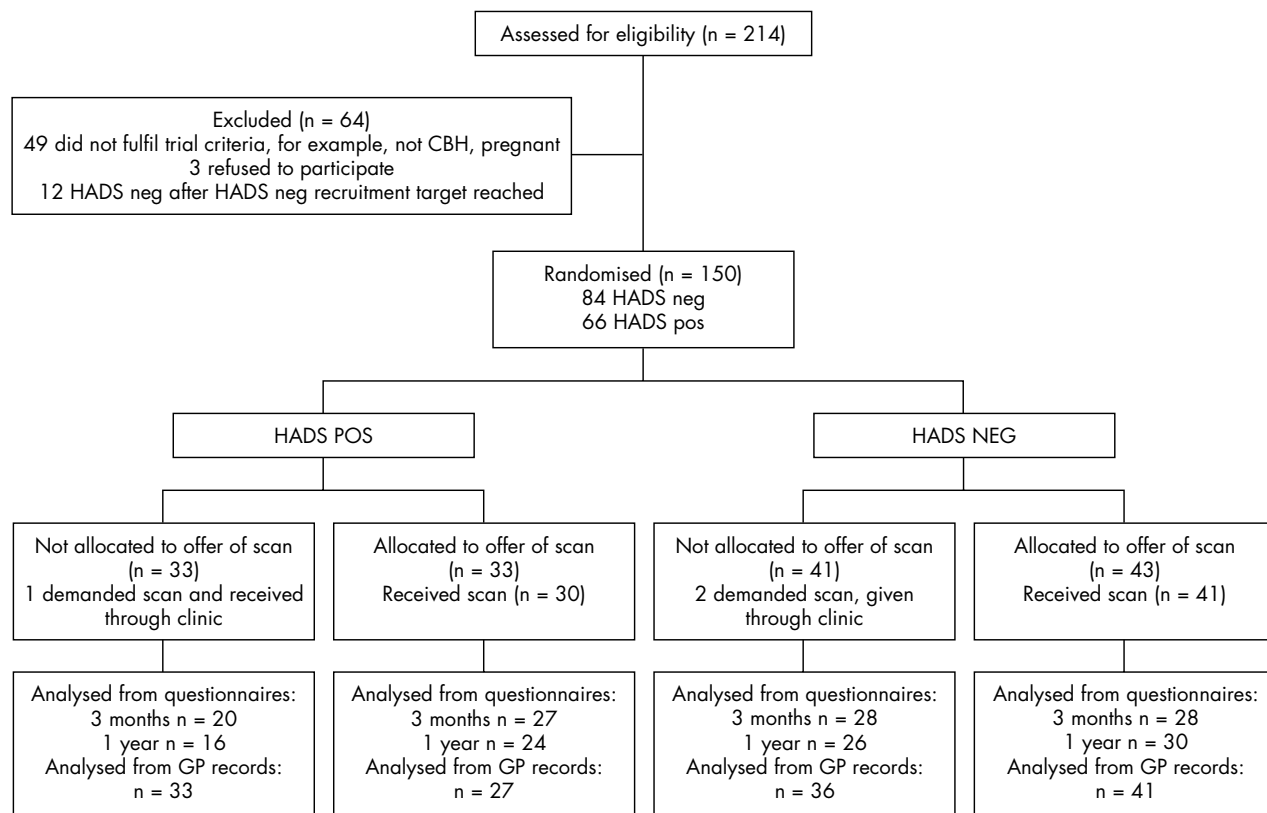 Assessed for eligibility (n = 214)
Excluded (n = 64)
49 did not fulfil trial criteria, for example, not CBH, pregnant
3 refused to participate
12 HADS neg after HADS neg recruitment target reached
Randomised (n = 150)
84 HADS neg
66 HADS pos
HADS POS
HADS NEG
Not allocated to offer of scan
(n = 33)
1 demanded scan and received
through clinic
Allocated to offer of scan
(n = 33)
Received scan (n = 30)
Not allocated to offer of scan
(n = 41)
2 demanded scan, given
through clinic
Allocated to offer of scan
(n = 43)
Received scan (n = 41)
Analysed from questionnaires:
3 months n = 20
1 year n = 16
Analysed from GP records:
n = 33
Analysed from questionnaires:
3 months n = 27
1 year n = 24
Analysed from GP records:
n = 27
Analysed from questionnaires:
3 months n = 28
1 year n = 26
Analysed from GP records:
n = 36
Analysed from questionnaires:
3 months n = 28
1 year n = 30
Analysed from GP records:
n = 41